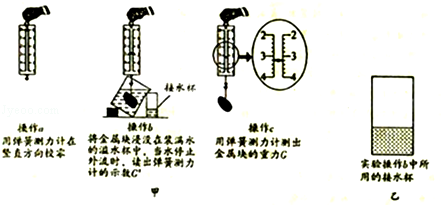 接水杯
2 2
3 3
4 4
操作a
用弹簧测力计在
竖直方向校零
操作b
将金属块浸没在装满水
的溢水杯中，当水停止
外流时，读出弹簧测力
计的示数G'
操作c
用弹簧测力计测出
金属块的重力G
甲
实验操作b中所
用的接水杯
乙